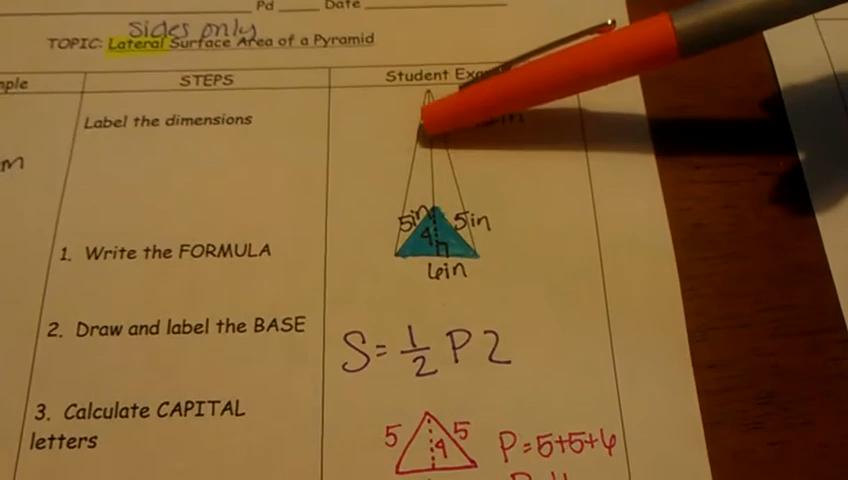 Pd ____ Date
sides only
TOPIC: Lateral Surface Area of a Pyramid
STEPS
Student
Label the dimensions
m
5in
5in
4
1. Write the FORMULA
6in
2. Draw and label the BASE
S = 1/2 Pl
3. Calculate CAPITAL
letters
5
5
4
P = 5+5+6